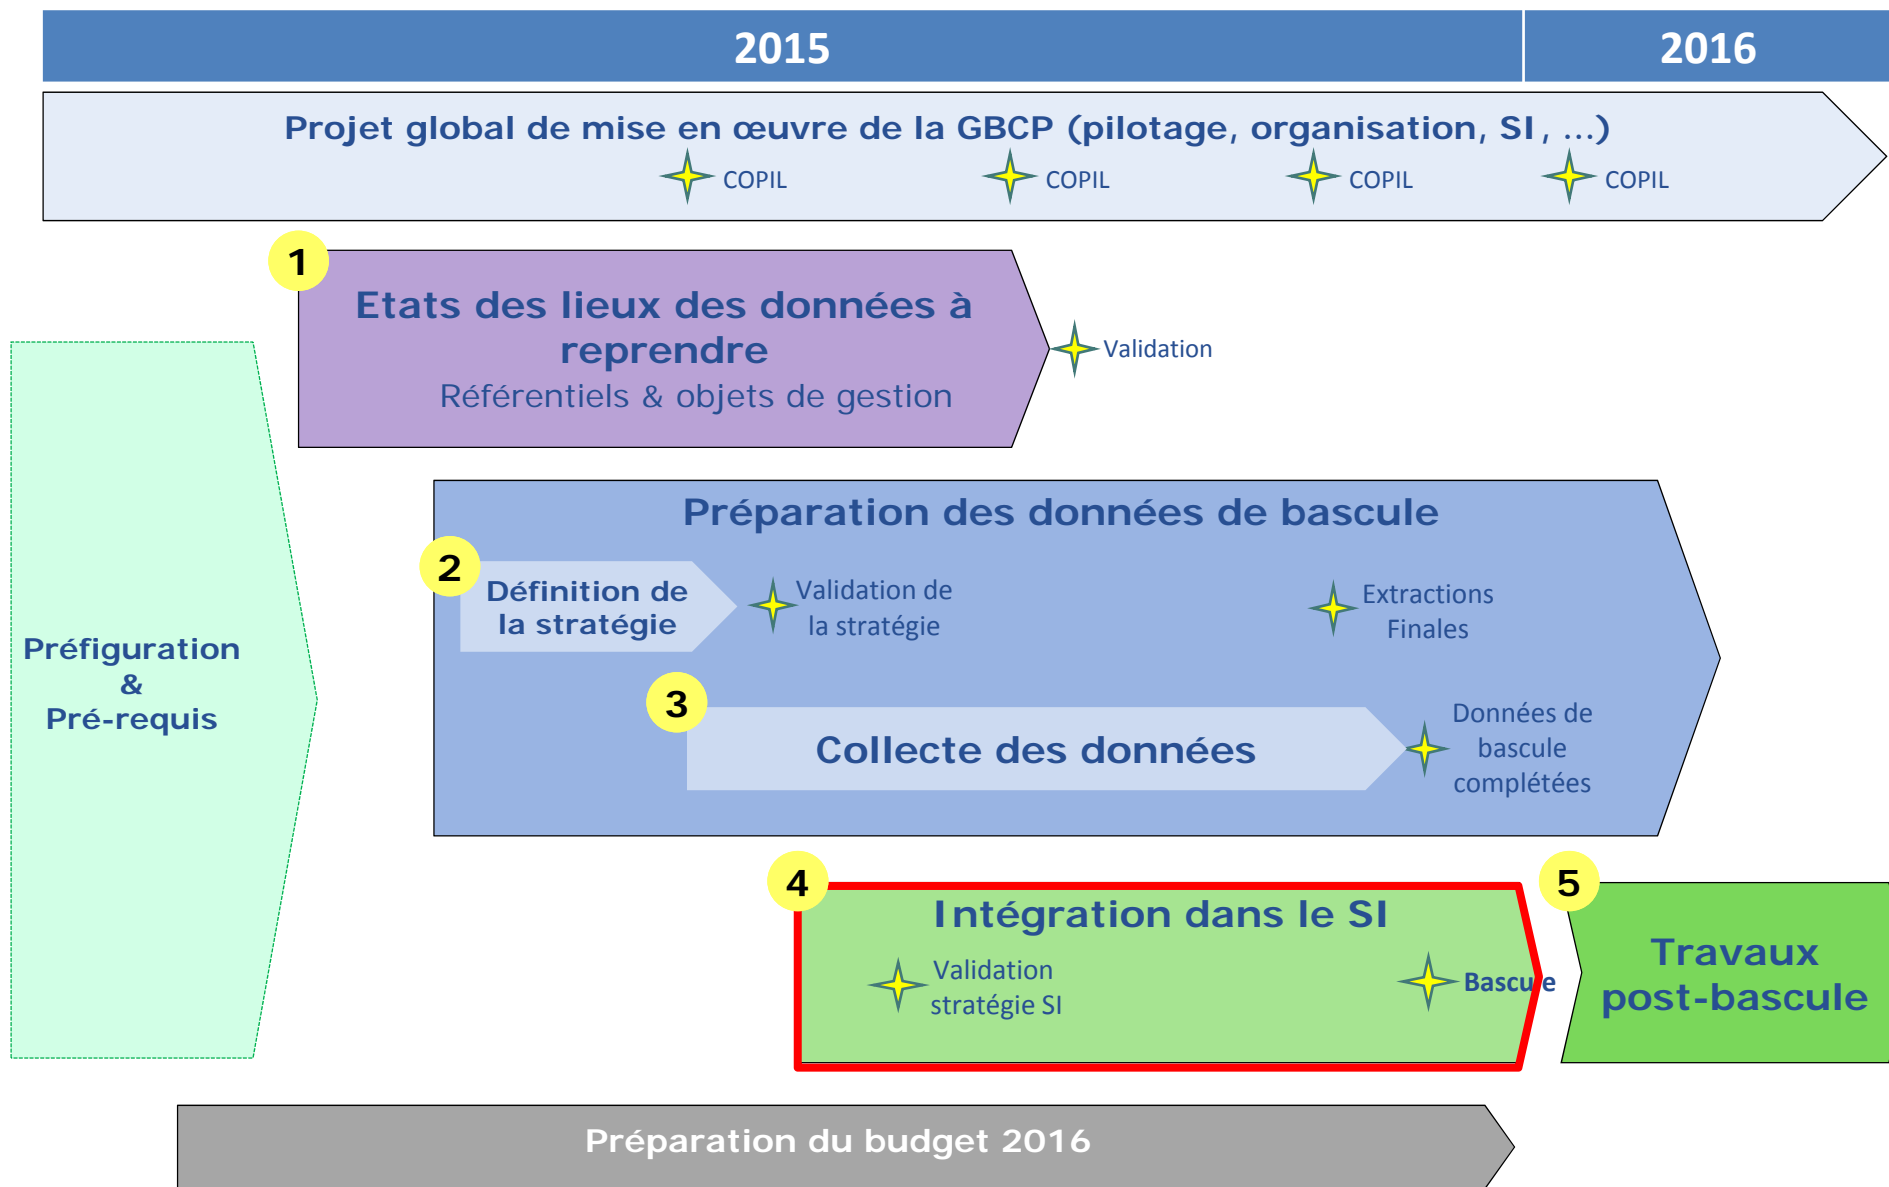 2015
2016
Projet global de mise en œuvre de la GBCP (pilotage, organisation, SI, ...)
COPIL
COPIL
COPIL
COPIL
1
Etats des lieux des données à
reprendre
Référentiels & objets de gestion
Validation
Préfiguration
&
Pré-requis
Préparation des données de bascule
2
Définition de
la stratégie
Validation de
la stratégie
Extractions
Finales
3
Collecte des données
Données de
bascule
complétées
4
Intégration dans le SI
Validation
stratégie SI
Bascule
5
Travaux
post-bascule
Préparation du budget 2016